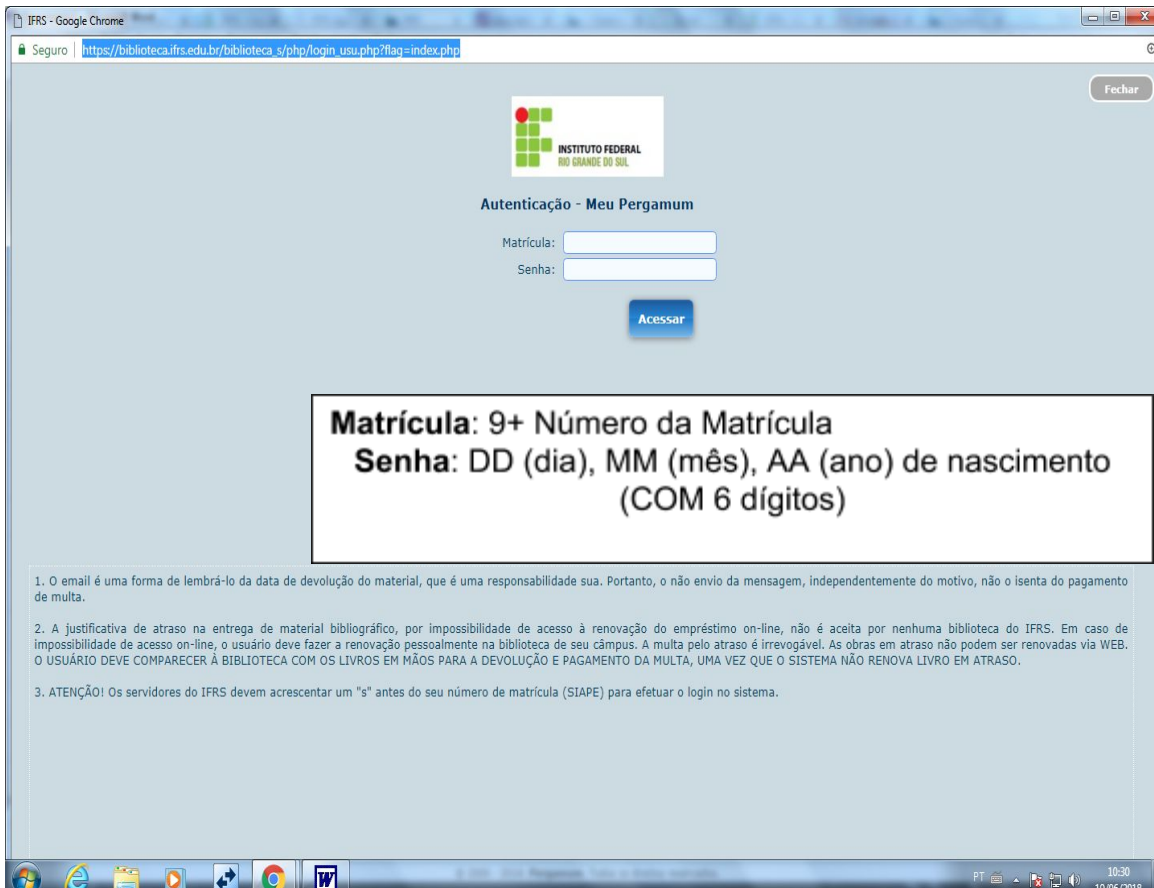 IFRS - Google Chrome
Seguro
https://biblioteca.ifrs.edu.br/biblioteca_s/php/login_usu.php?flag=index.php
Fechar
INSTITUTO FEDERAL
RIO GRANDE DO SUL
Autenticação - Meu Pergamum
Matrícula:
Senha:
Acessar
Matrícula: 9+ Número da Matrícula
Senha: DD (dia), MM (mês), AA (ano) de nascimento
(COM 6 dígitos)
1. O email é uma forma de lembrá-lo da data de devolução do material, que é uma responsabilidade sua. Portanto, o não envio da mensagem, independentemente do motivo, não o isenta do pagamento
de multa.
2. A justificativa de atraso na entrega de material bibliográfico, por impossibilidade de acesso à renovação do empréstimo on-line, não é aceita por nenhuma biblioteca do IFRS. Em caso de
impossibilidade de acesso on-line, o usuário deve fazer a renovação pessoalmente na biblioteca de seu câmpus. A multa pelo atraso é irrevogável. As obras em atraso não podem ser renovadas via WEB.
O USUÁRIO DEVE COMPARECER À BIBLIOTECA COM OS LIVROS EM MÃOS PARA A DEVOLUÇÃO E PAGAMENTO DA MULTA, UMA VEZ QUE O SISTEMA NÃO RENOVA LIVRO EM ATRASO.
3. ATENÇÃO! Os servidores do IFRS devem acrescentar um "s" antes do seu número de matrícula (SIAPE) para efetuar o login no sistema.
PT
10:30
19/06/2018